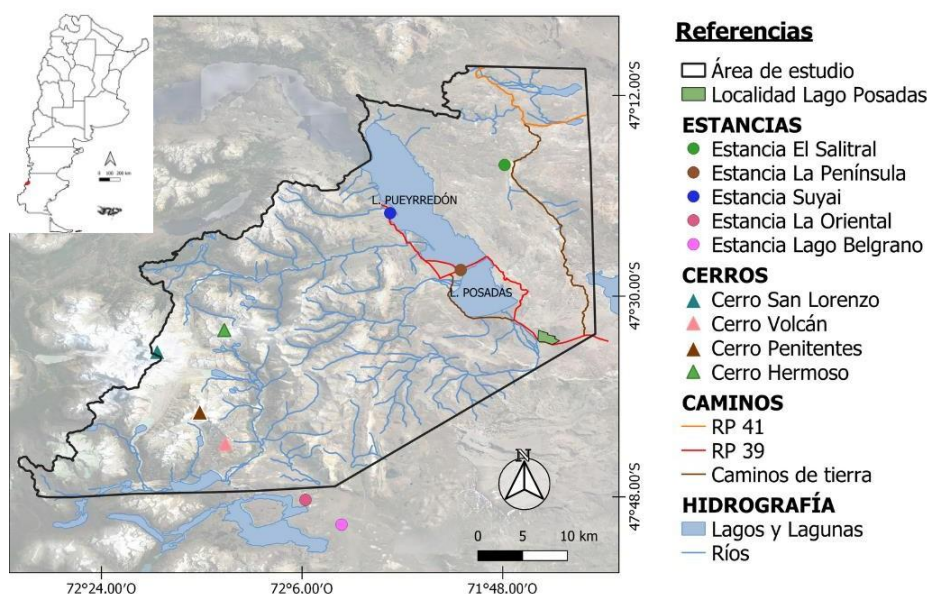 L. PUEYRREDÓN
L. POSADAS
N
0 5 10 km
47°12.00'S
47°30.00'S
47°48.00'S
72°24.00'O
72°6.00'O
71°48.00'O
Referencias
Área de estudio
Localidad Lago Posadas
ESTANCIAS
Estancia El Salitral
Estancia La Península
Estancia Suyai
Estancia La Oriental
Estancia Lago Belgrano
CERROS
Cerro San Lorenzo
Cerro Volcán
Cerro Penitentes
Cerro Hermoso
CAMINOS
RP 41
RP 39
Caminos de tierra
HIDROGRAFÍA
Lagos y Lagunas
Ríos